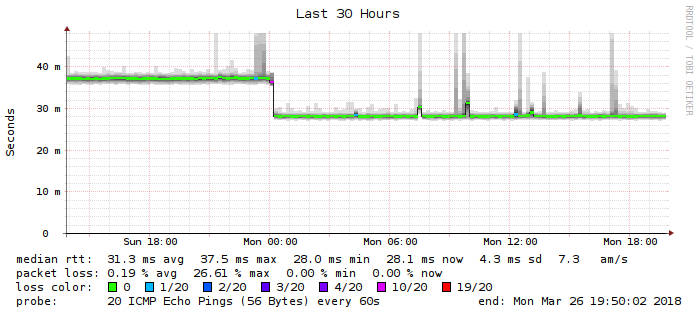 Last 30 Hours
RRDTOOL / TOBI OETIKER
Seconds
40 m
30 m
20 m
10 m
0
Sun 18:00 Mon 00:00 Mon 06:00 Mon 12:00 Mon 18:00
median rtt: 31.3 ms avg 37.5 ms max 28.0 ms min 28.1 ms now 4.3 ms sd 7.3 am/s
packet loss: 0.19 % avg 26.61 % max 0.00 % min 0.00 % now
loss color: 0 1/20 2/20 3/20 4/20 10/20 19/20
probe: 20 ICMP Echo Pings (56 Bytes) every 60s end: Mon Mar 26 19:50:02 2018